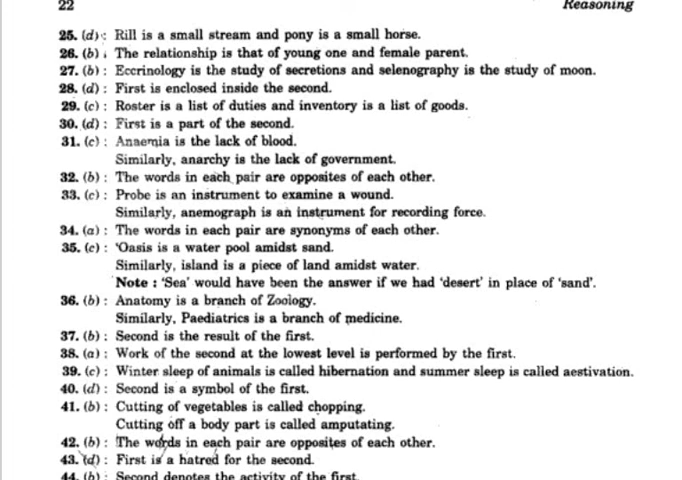 22 Reasoning
25. (d) : Rill is a small stream and pony is a small horse.
26. (b) : The relationship is that of young one and female parent.
27. (b) : Eccrinology is the study of secretions and selenography is the study of moon.
28. (d) : First is enclosed inside the second.
29. (c) : Roster is a list of duties and inventory is a list of goods.
30. (d) : First is a part of the second.
31. (c) : Anaemia is the lack of blood.
Similarly, anarchy is the lack of government.
32. (b) : The words in each pair are opposites of each other.
33. (c) : Probe is an instrument to examine a wound.
Similarly, anemograph is an instrument for recording force.
34. (a) : The words in each pair are synonyms of each other.
35. (c) : 'Oasis is a water pool amidst sand.
Similarly, island is a piece of land amidst water.
Note : 'Sea' would have been the answer if we had 'desert' in place of 'sand'.
36. (b) : Anatomy is a branch of Zoology.
Similarly, Paediatrics is a branch of medicine.
37. (b) : Second is the result of the first.
38. (a) : Work of the second at the lowest level is performed by the first.
39. (c) : Winter sleep of animals is called hibernation and summer sleep is called aestivation.
40. (d) : Second is a symbol of the first.
41. (b) : Cutting of vegetables is called chopping.
Cutting off a body part is called amputating.
42. (b) : The words in each pair are opposites of each other.
43. (d) : First is a hatred for the second.
44. (b) : Second denotes the activity of the first.